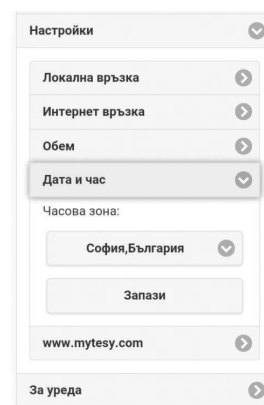 Настройки
Локална връзка
Интернет връзка
Обем
Дата и час
Часова зона:
София,България
Запази
www.mytesy.com
За уреда